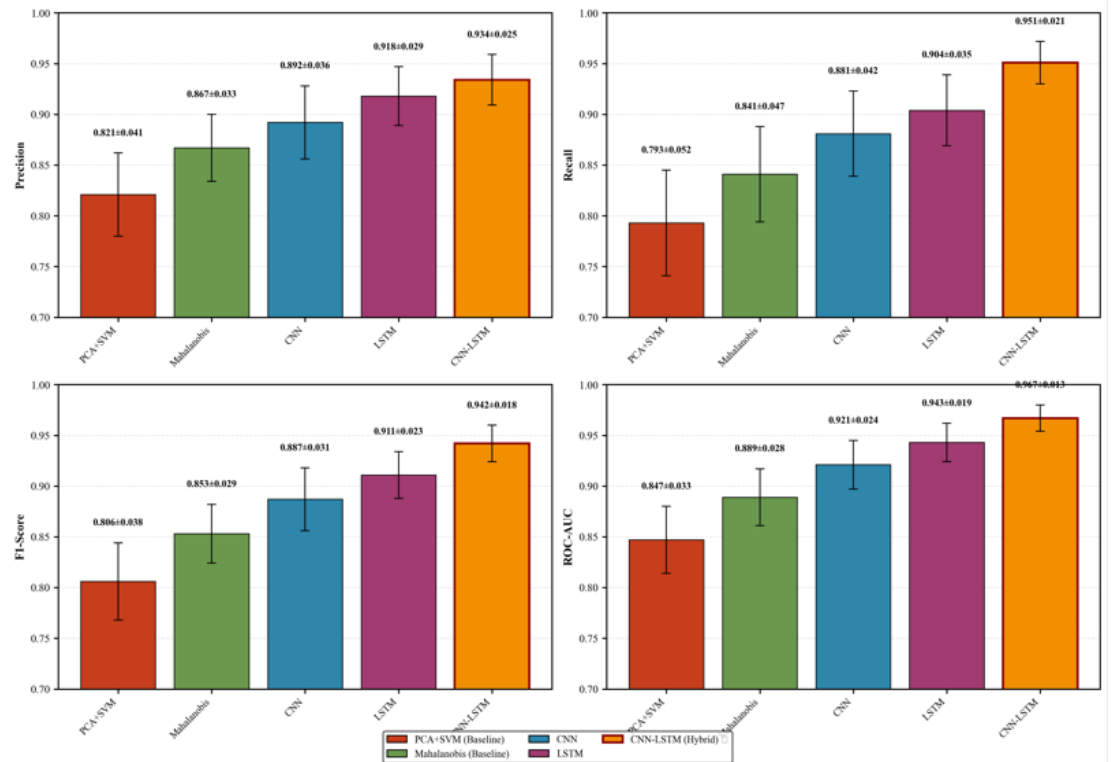 1.00
0.95
0.90
0.85
0.80
0.75
0.70
Precision
0.821±0.041
0.867±0.033
0.892±0.036
0.918±0.029
0.934±0.025
PCA+SVM
Mahalanobis
CNN
LSTM
CNN-LSTM
1.00
0.95
0.90
0.85
0.80
0.75
0.70
Recall
0.793±0.052
0.841±0.047
0.881±0.042
0.904±0.035
0.951±0.021
PCA+SVM
Mahalanobis
CNN
LSTM
CNN-LSTM
1.00
0.95
0.90
0.85
0.80
0.75
0.70
F1-Score
0.806±0.038
0.853±0.029
0.887±0.031
0.911±0.023
0.942±0.018
PCA+SVM
Mahalanobis
CNN
LSTM
CNN-LSTM
1.00
0.95
0.90
0.85
0.80
0.75
0.70
ROC-AUC
0.847±0.033
0.889±0.028
0.921±0.024
0.943±0.019
0.967±0.013
PCA+SVM
Mahalanobis
CNN
LSTM
CNN-LSTM
PCA+SVM (Baseline)
Mahalanobis (Baseline)
CNN
LSTM
CNN-LSTM (Hybrid)